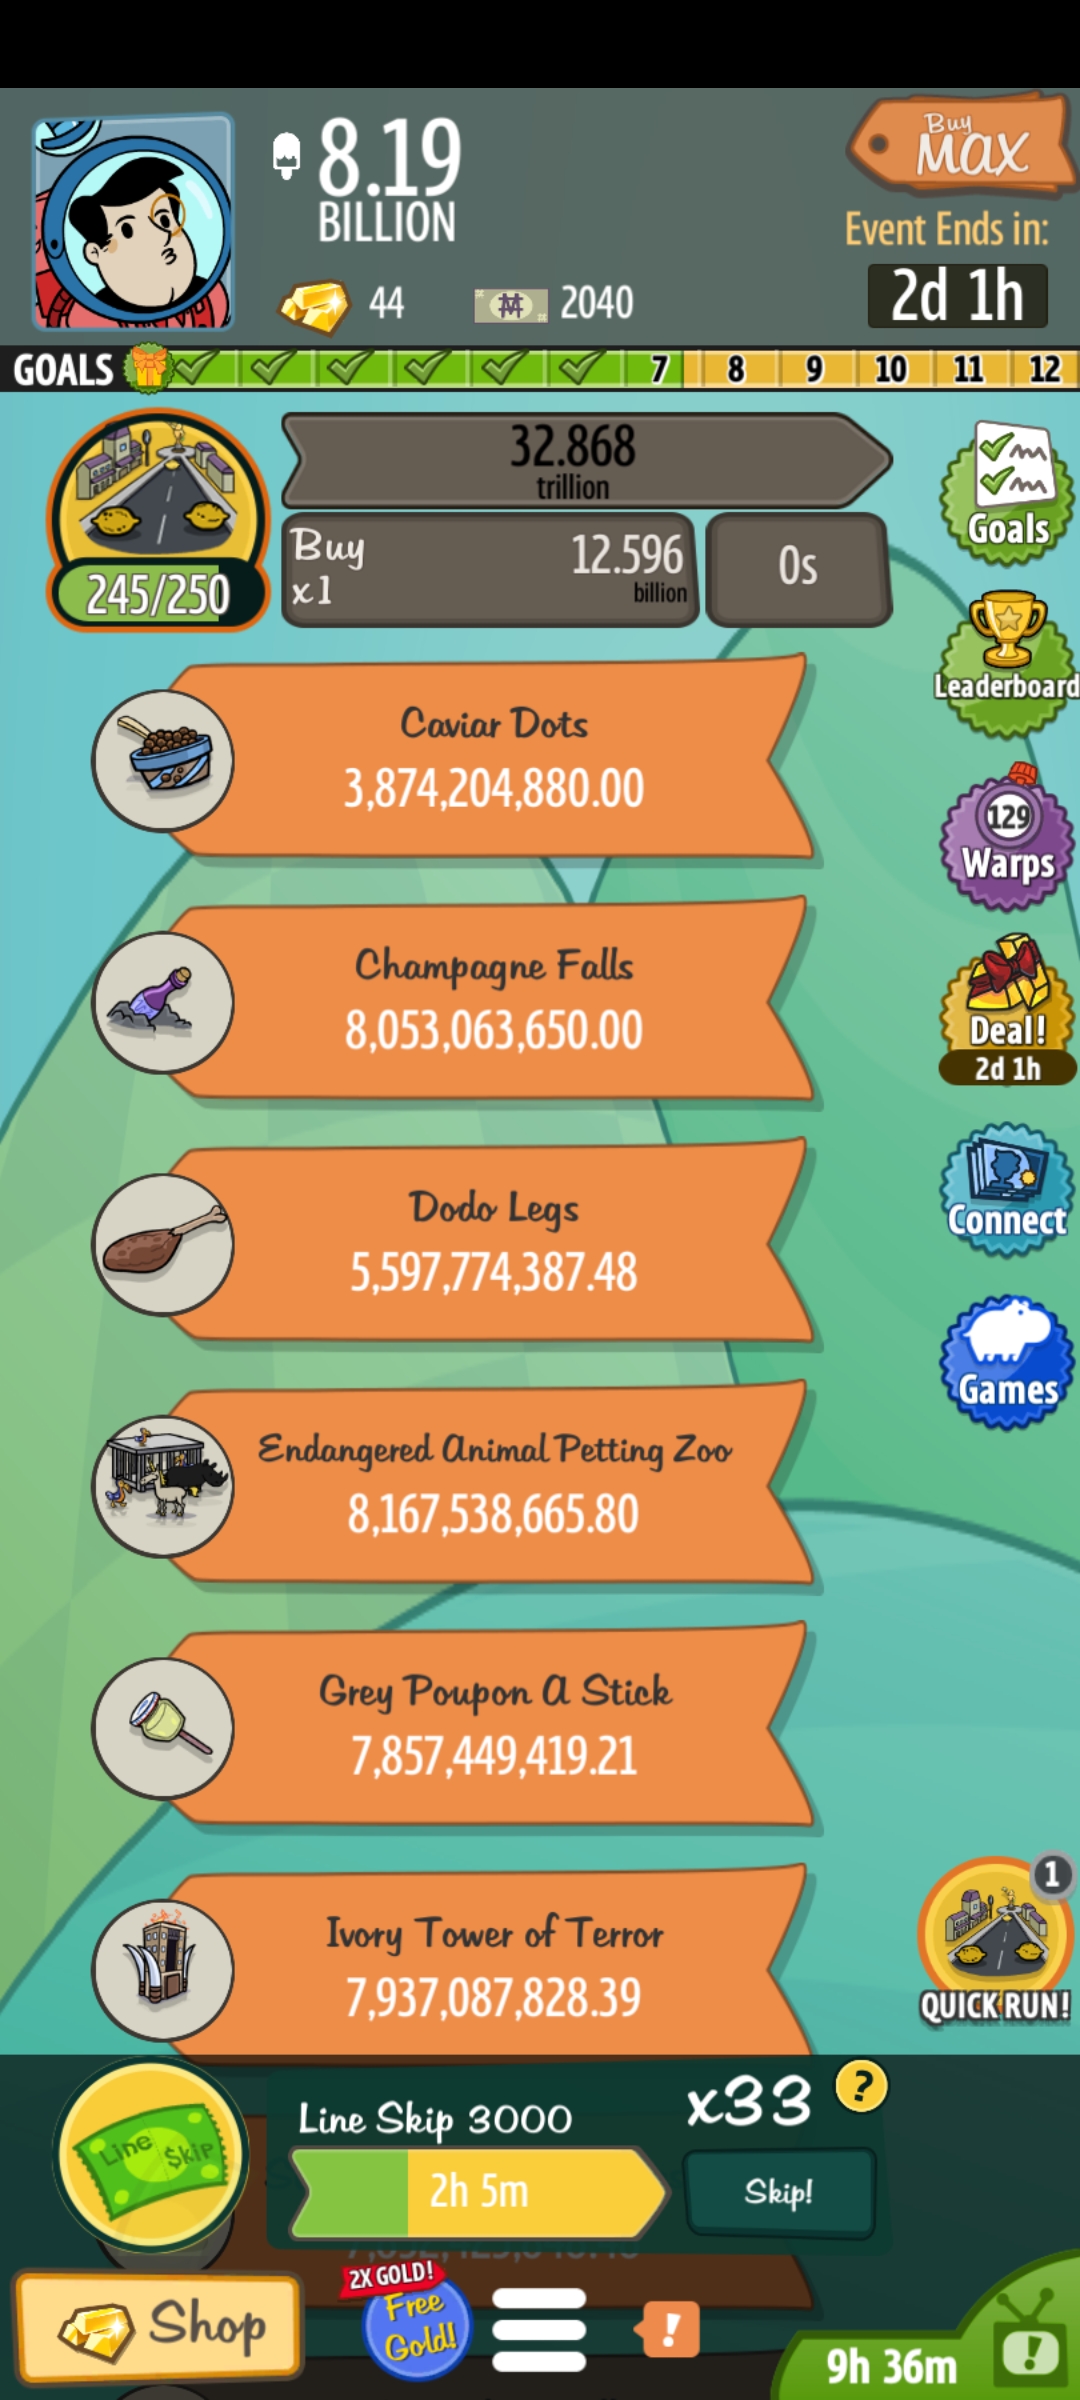 8.19
BILLION
Buy
MAX
Event Ends in:
2d 1h
44
2040
GOALS
7
8
9
10
11
12
32.868
trillion
245/250
Buy
x1
12.596
billion
0s
Goals
Leaderboard
129
Warps
Deal!
2d 1h
Connect
Games
Caviar Dots
3,874,204,880.00
Champagne Falls
8,053,063,650.00
Dodo Legs
5,597,774,387.48
Endangered Animal Petting Zoo
8,167,538,665.80
Grey Poupon A Stick
7,857,449,419.21
Ivory Tower of Terror
7,937,087,828.39
1
QUICK RUN!
Line $kip
Line Skip 3000
x33
?
2h 5m
Skip!
Shop
2X GOLD!
Free
Gold!
!
9h 36m
!